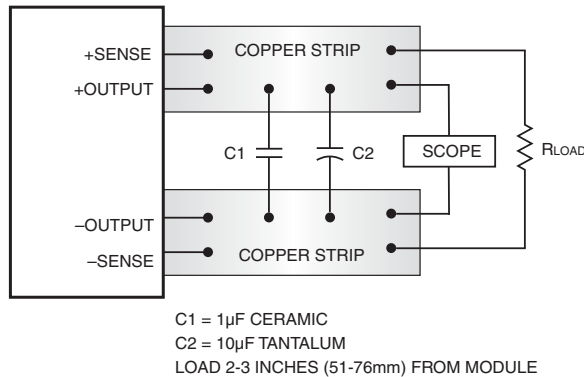 +SENSE
COPPER STRIP
+OUTPUT
C1
C2
SCOPE
RLOAD
–OUTPUT
–SENSE
COPPER STRIP
C1 = 1µF CERAMIC
C2 = 10µF TANTALUM
LOAD 2-3 INCHES (51-76mm) FROM MODULE